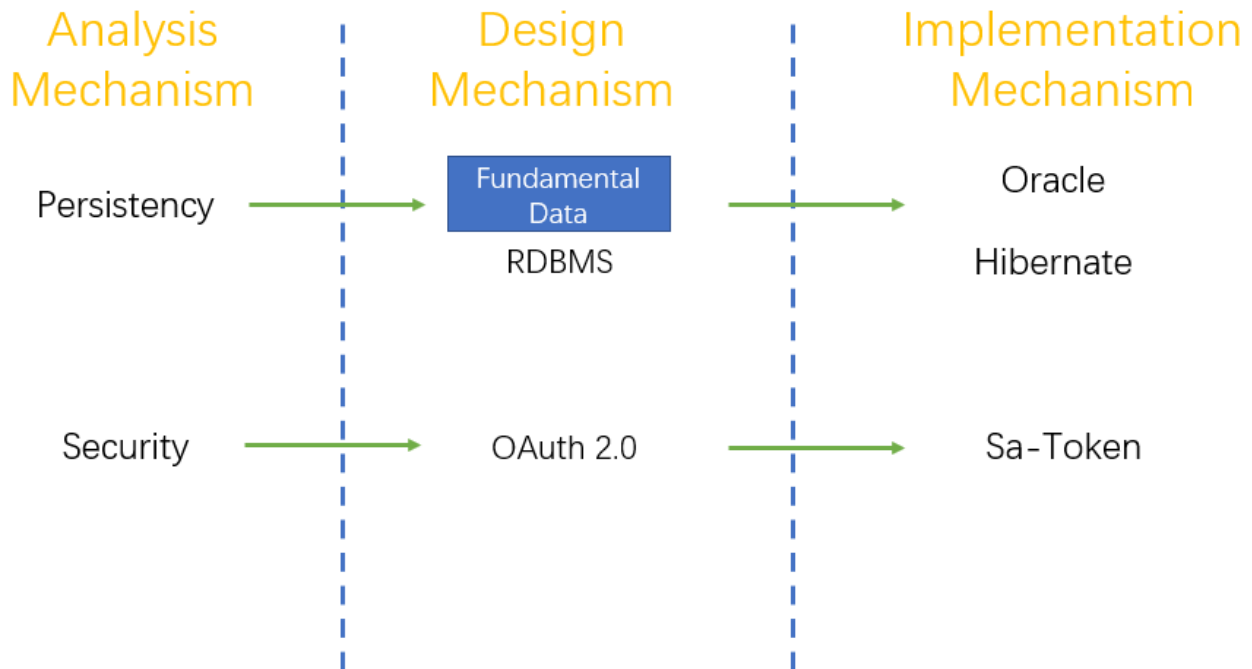 Analysis
Mechanism
Design
Mechanism
Implementation
Mechanism
Persistency
Fundamental
Data
RDBMS
Oracle
Hibernate
Security
OAuth 2.0
Sa-Token